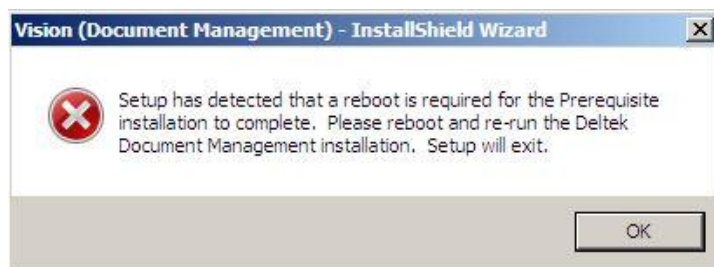 Vision (Document Management) - InstallShield Wizard
Setup has detected that a reboot is required for the Prerequisite
installation to complete. Please reboot and re-run the Deltek
Document Management installation. Setup will exit.
OK